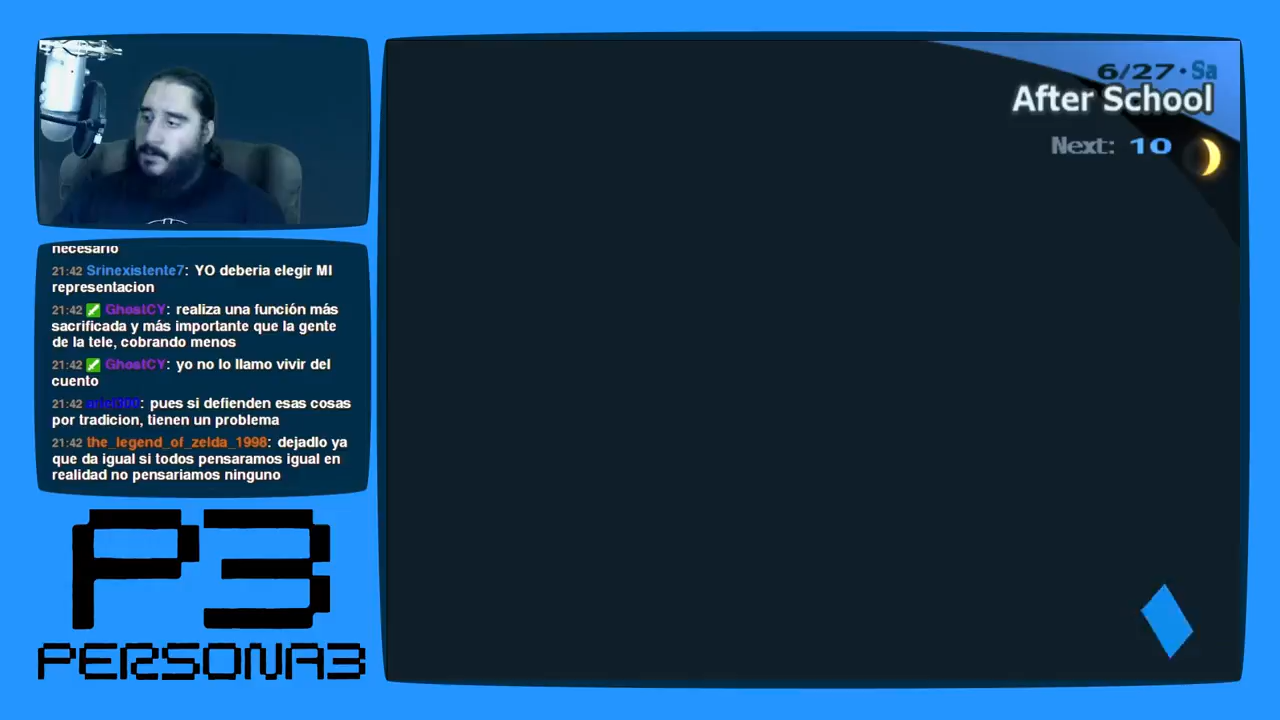 6/27·Sa
After School
Next: 10
necesario
21:42 Srinexistente7: YO deberia elegir MI
representacion
21:42 GhostCY: realiza una función más
sacrificada y más importante que la gente
de la tele, cobrando menos
21:42 GhostCY: yo no lo llamo vivir del
cuento
21:42 : pues si defienden esas cosas
por tradicion, tienen un problema
21:42 the_legend_of_zelda_1998: dejadlo ya
que da igual si todos pensaramos igual en
realidad no pensariamos ninguno
P3
PERSONA3